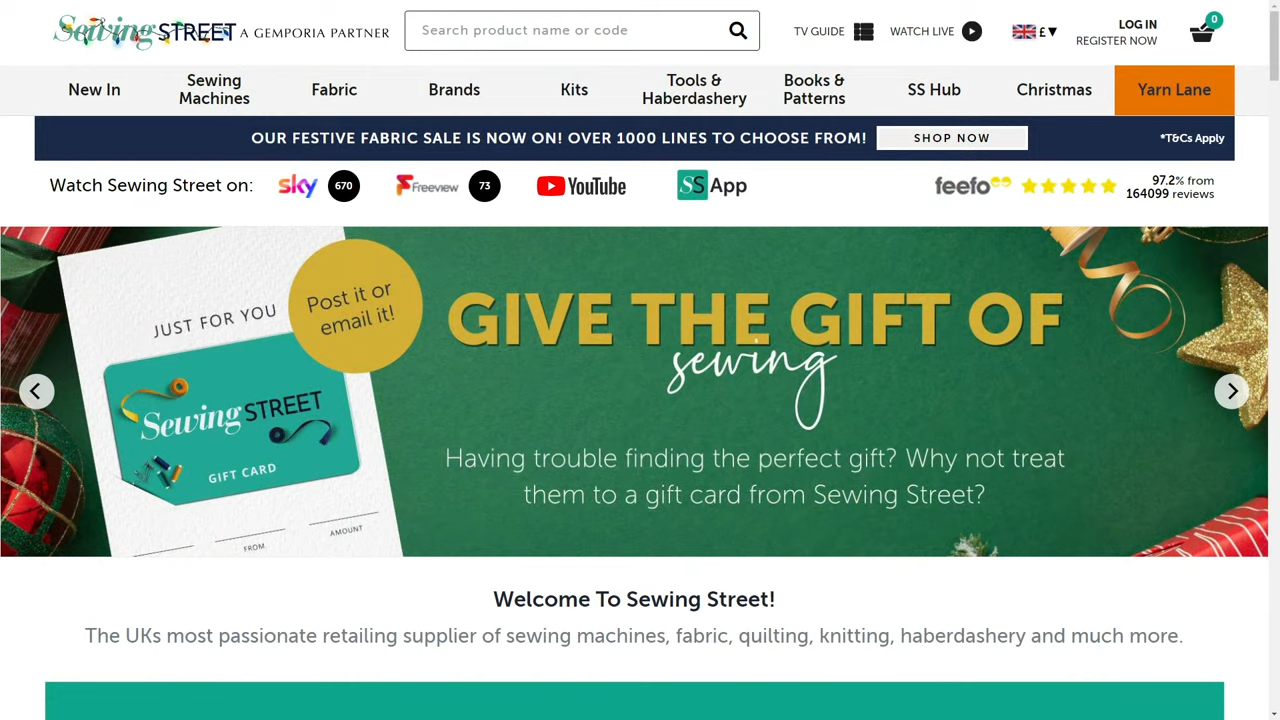 Sewing STREET A GEMPORIA PARTNER
Search product name or code
TV GUIDE
WATCH LIVE
£▼
LOG IN
REGISTER NOW
0
New In
Sewing
Machines
Fabric
Brands
Kits
Tools &
Haberdashery
Books &
Patterns
SS Hub
Christmas
Yarn Lane
OUR FESTIVE FABRIC SALE IS NOW ON! OVER 1000 LINES TO CHOOSE FROM!
SHOP NOW
*T&Cs Apply
Watch Sewing Street on:
sky
670
Freeview
73
YouTube
SS App
feefo
97.2% from
164099 reviews
JUST FOR YOU
Post it or
email it!
Sewing STREET
GIFT CARD
FROM
AMOUNT
GIVE THE GIFT OF
sewing
Having trouble finding the perfect gift? Why not treat
them to a gift card from Sewing Street?
Welcome To Sewing Street!
The UKs most passionate retailing supplier of sewing machines, fabric, quilting, knitting, haberdashery and much more.